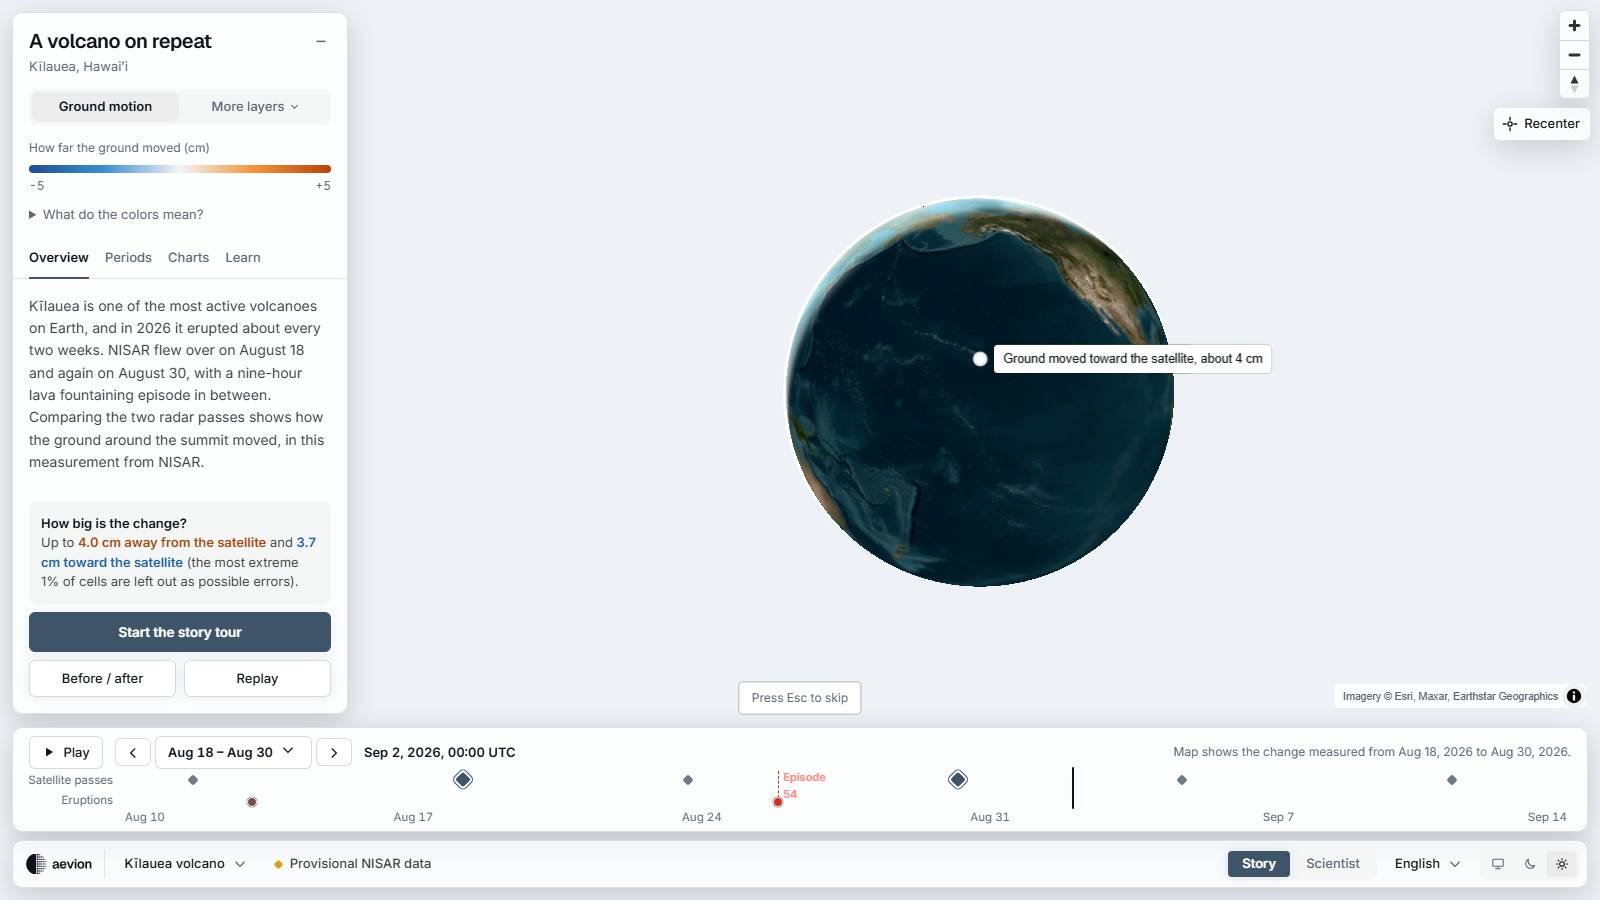 A volcano on repeat
Kīlauea, Hawaiʻi
Ground motion
More layers
How far the ground moved (cm)
-5
+5
What do the colors mean?
Overview
Periods
Charts
Learn
Kīlauea is one of the most active volcanoes
on Earth, and in 2026 it erupted about every
two weeks. NISAR flew over on August 18
and again on August 30, with a nine-hour
lava fountaining episode in between.
Comparing the two radar passes shows how
the ground around the summit moved, in this
measurement from NISAR.
How big is the change?
Up to 4.0 cm away from the satellite and 3.7
cm toward the satellite (the most extreme
1% of cells are left out as possible errors).
Start the story tour
Before / after
Replay
Recenter
Ground moved toward the satellite, about 4 cm
Press Esc to skip
Imagery © Esri, Maxar, Earthstar Geographics
Play
Aug 18 – Aug 30
Sep 2, 2026, 00:00 UTC
Map shows the change measured from Aug 18, 2026 to Aug 30, 2026.
Satellite passes
Eruptions
Episode
54
Aug 10
Aug 17
Aug 24
Aug 31
Sep 7
Sep 14
aevion
Kīlauea volcano
Provisional NISAR data
Story
Scientist
English